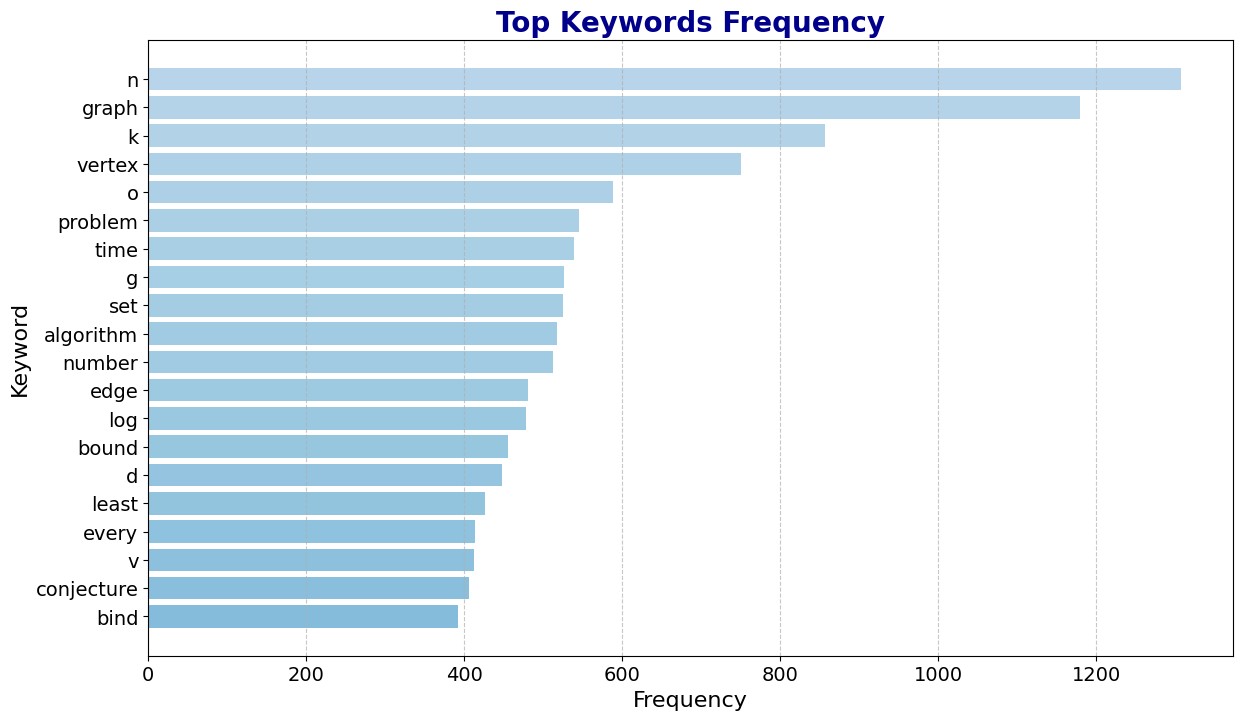 Top Keywords Frequency
Keyword
n
graph
k
vertex
o
problem
time
g
set
algorithm
number
edge
log
bound
d
least
every
v
conjecture
bind
0 200 400 600 800 1000 1200
Frequency